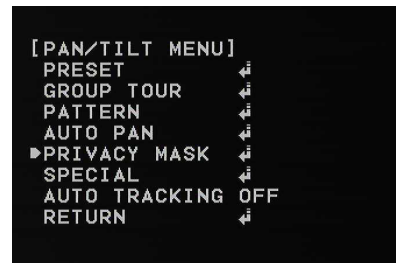 [PAN/TILT MENU]
PRESET ↲
GROUP TOUR ↲
PATTERN ↲
AUTO PAN ↲
▶PRIVACY MASK ↲
SPECIAL ↲
AUTO TRACKING OFF
RETURN ↲